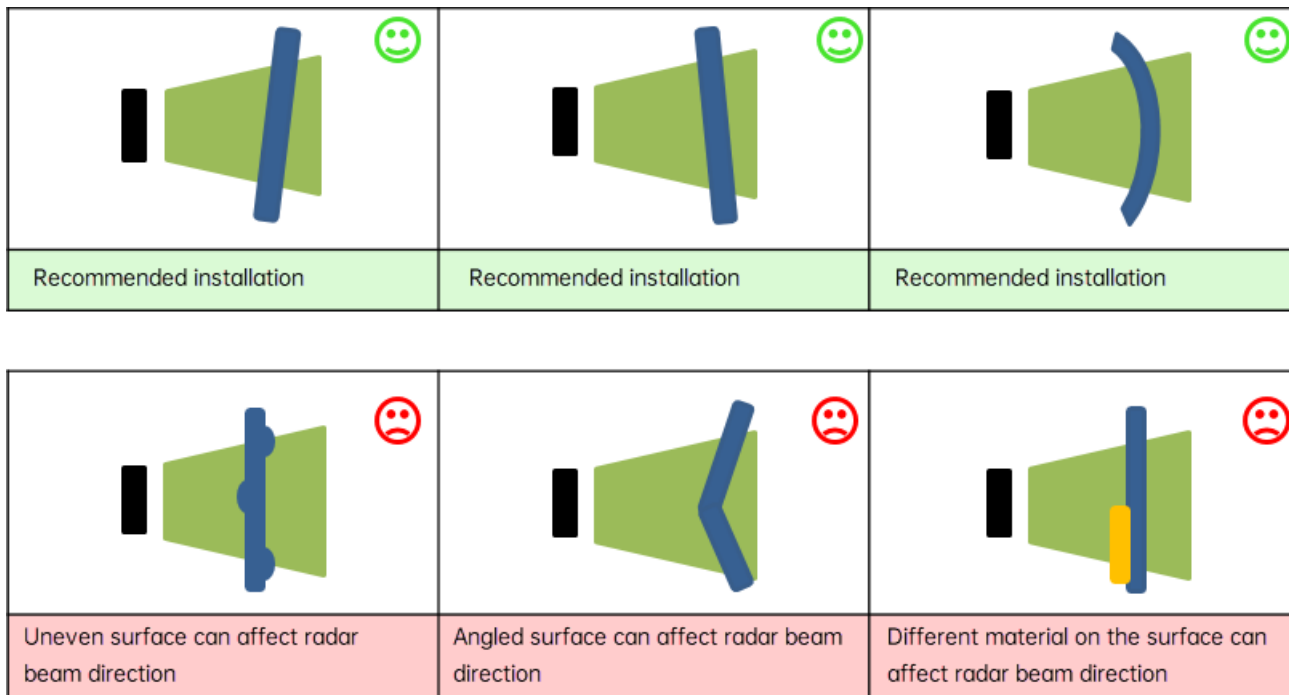 Recommended installation
Recommended installation
Recommended installation
Uneven surface can affect radar
beam direction
Angled surface can affect radar beam
direction
Different material on the surface can
affect radar beam direction